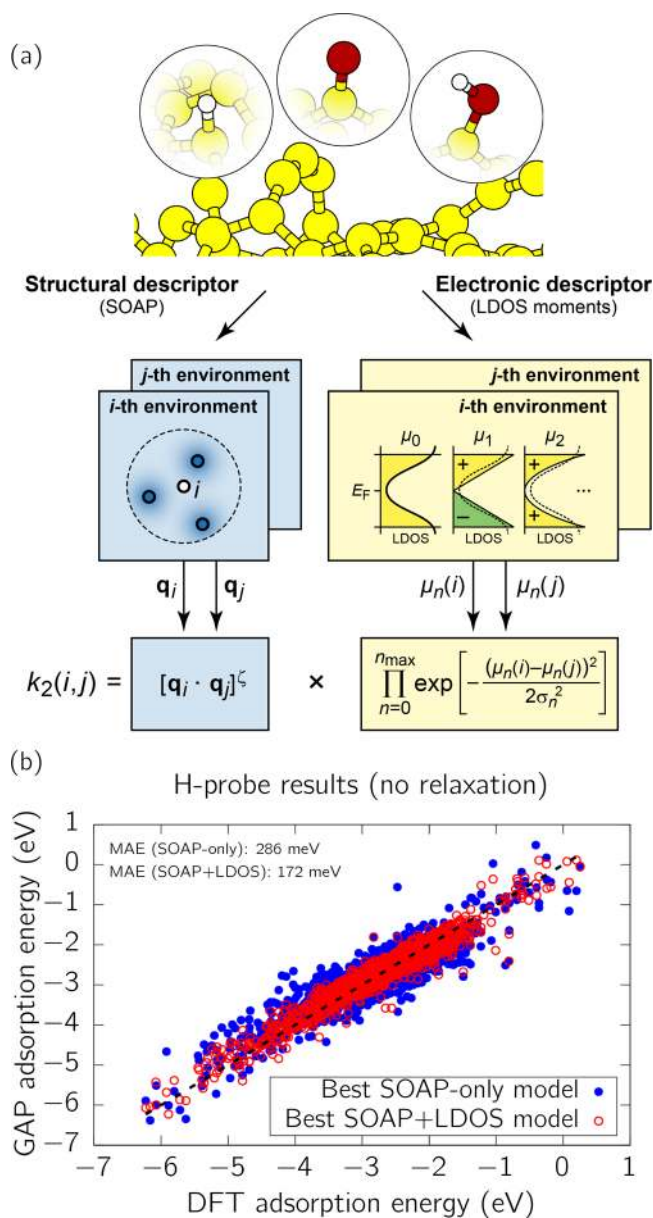 (a)
Structural descriptor
(SOAP)
Electronic descriptor
(LDOS moments)
j-th environment
i-th environment
i
j-th environment
i-th environment
μ0 μ1 μ2
EF
+ − + + ...
LDOS LDOS LDOS
qi qj
μn(i) μn(j)
k2(i,j) = [qi · qj]ζ × nmax ∏ n=0 exp[−(μn(i)−μn(j))2 / 2σn2]
(b)
H-probe results (no relaxation)
MAE (SOAP-only): 286 meV
MAE (SOAP+LDOS): 172 meV
GAP adsorption energy (eV)
1
0
−1
−2
−3
−4
−5
−6
−7
Best SOAP-only model
Best SOAP+LDOS model
−7 −6 −5 −4 −3 −2 −1 0 1
DFT adsorption energy (eV)